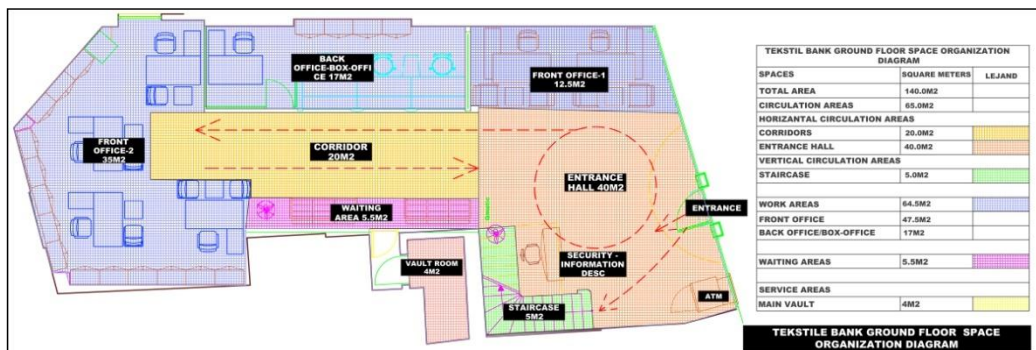 BACK
OFFICE-BOX-OFFI
CE 17M2
FRONT OFFICE-1
12.5M2
FRONT
OFFICE-2
35M2
CORRIDOR
20M2
ENTRANCE
HALL 40M2
WAITING
AREA 5.5M2
ENTRANCE
VAULT ROOM
4M2
SECURITY -
INFORMATION
DESC
STAIRCASE
5M2
ATM
TEKSTIL BANK GROUND FLOOR SPACE ORGANIZATION
DIAGRAM
SPACES SQUARE METERS LEJAND
TOTAL AREA 140.0M2
CIRCULATION AREAS 65.0M2
HORIZANTAL CIRCULATION AREAS
CORRIDORS 20.0M2
ENTRANCE HALL 40.0M2
VERTICAL CIRCULATION AREAS
STAIRCASE 5.0M2
WORK AREAS 64.5M2
FRONT OFFICE 47.5M2
BACK OFFICE/BOX-OFFICE 17M2
WAITING AREAS 5.5M2
SERVICE AREAS
MAIN VAULT 4M2
TEKSTILE BANK GROUND FLOOR SPACE
ORGANIZATION DIAGRAM